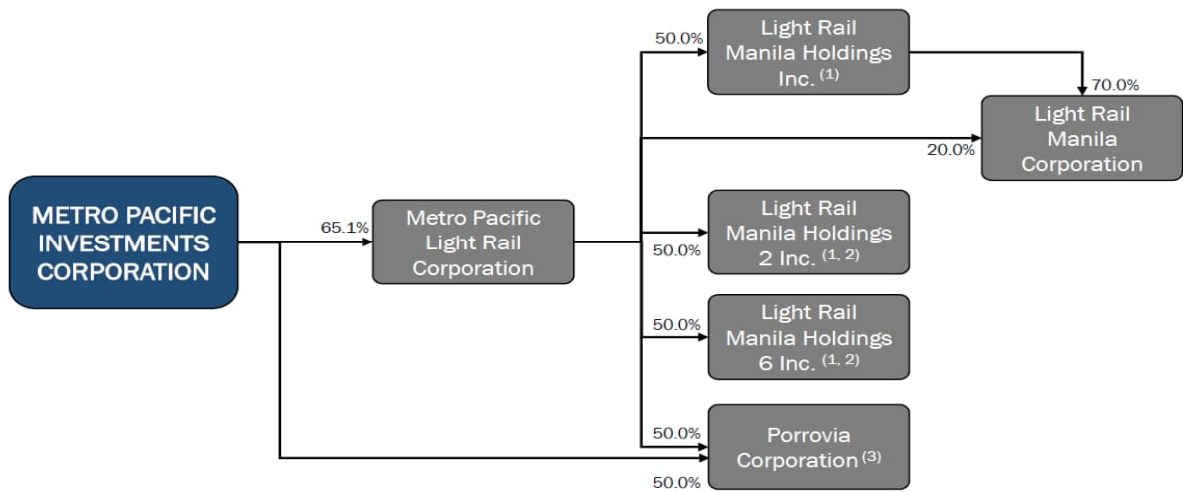 50.0%
Light Rail
Manila Holdings
Inc. (1)
70.0%
Light Rail
Manila
Corporation
20.0%
METRO PACIFIC
INVESTMENTS
CORPORATION
65.1%
Metro Pacific
Light Rail
Corporation
Light Rail
Manila Holdings
2 Inc. (1, 2)
50.0%
Light Rail
Manila Holdings
6 Inc. (1, 2)
50.0%
50.0%
Porrovia
Corporation (3)
50.0%